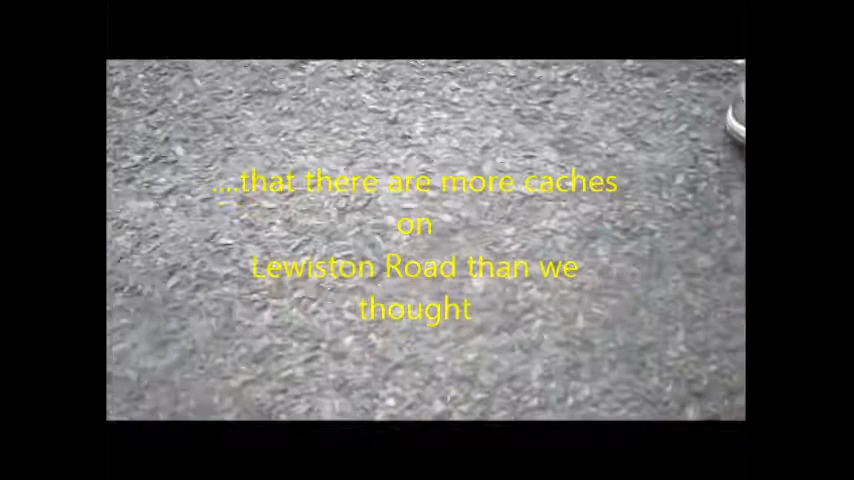 ....that there are more caches
on
Lewiston Road than we
thought